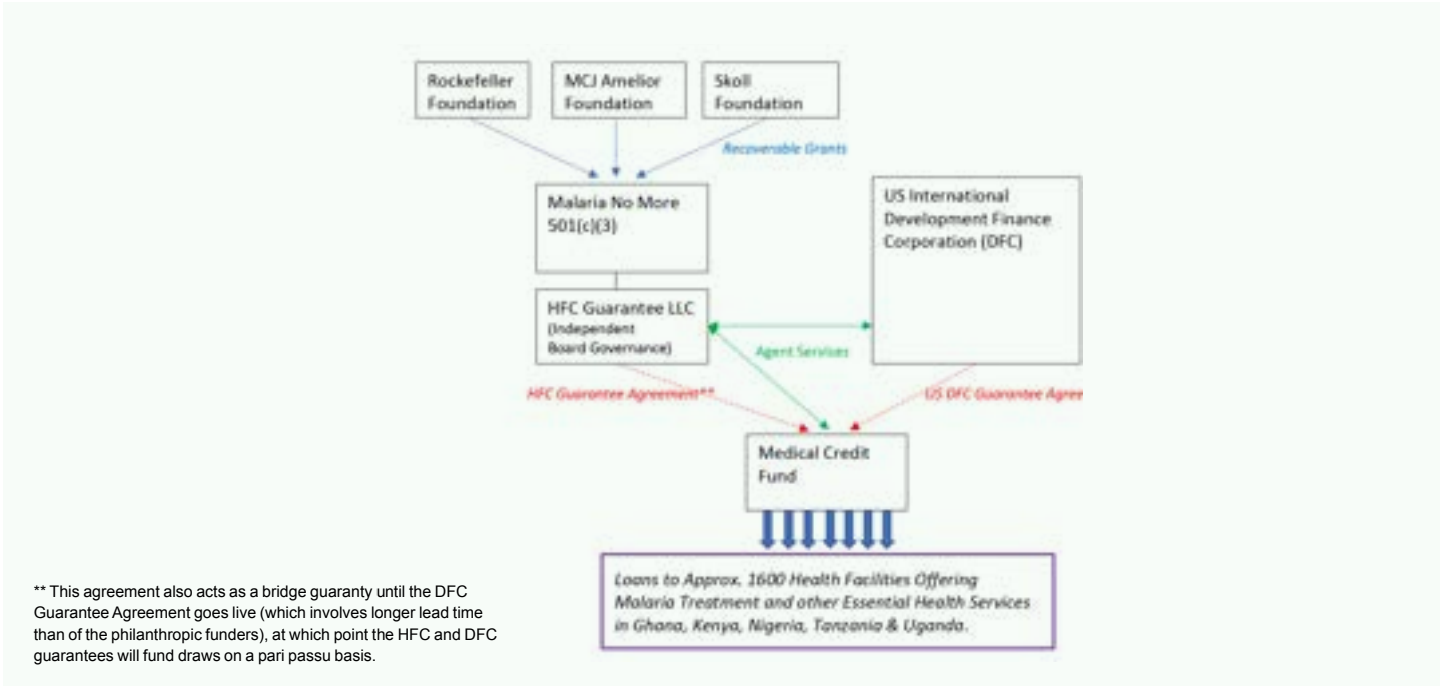 Rockefeller
Foundation
MCJ Amelior
Foundation
Skoll
Foundation
Recoverable Grants
Malaria No More
501(c)(3)
US International
Development Finance
Corporation (DFC)
HFC Guarantee LLC
(Independent
Board Governance)
Agent Services
HFC Guarantee Agreement**
US DFC Guarantee Agree
Medical Credit
Fund
Loans to Approx. 1600 Health Facilities Offering
Malaria Treatment and other Essential Health Services
in Ghana, Kenya, Nigeria, Tanzania & Uganda.
** This agreement also acts as a bridge guaranty until the DFC
Guarantee Agreement goes live (which involves longer lead time
than of the philanthropic funders), at which point the HFC and DFC
guarantees will fund draws on a pari passu basis.